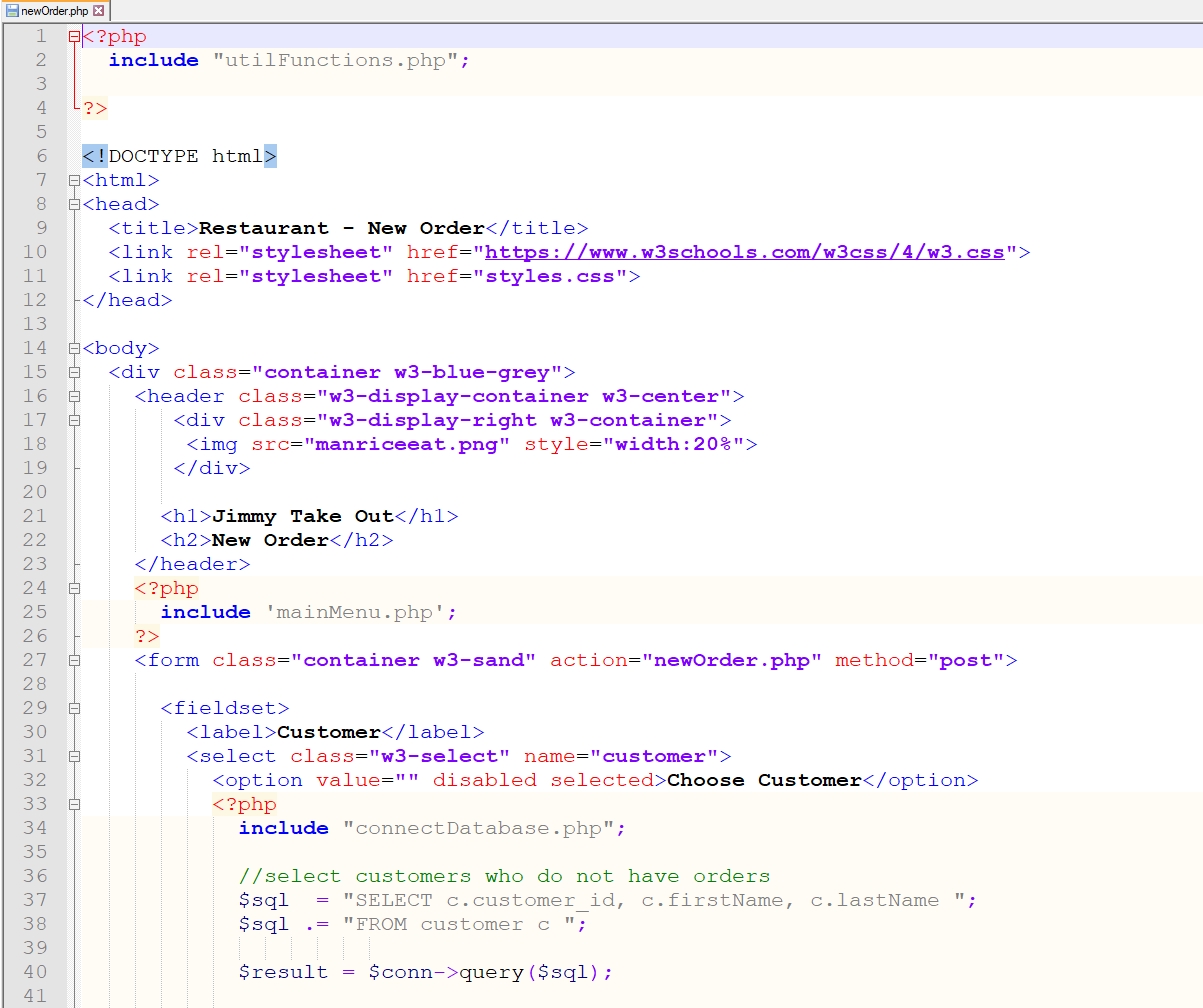 newOrder.php
1 <?php
2 include "utilFunctions.php";
3
4 ?>
5
6 <!DOCTYPE html>
7 <html>
8 <head>
9 <title>Restaurant - New Order</title>
10 <link rel="stylesheet" href="https://www.w3schools.com/w3css/4/w3.css">
11 <link rel="stylesheet" href="styles.css">
12 </head>
13
14 <body>
15 <div class="container w3-blue-grey">
16 <header class="w3-display-container w3-center">
17 <div class="w3-display-right w3-container">
18 <img src="manriceeat.png" style="width:20%">
19 </div>
20
21 <h1>Jimmy Take Out</h1>
22 <h2>New Order</h2>
23 </header>
24 <?php
25 include 'mainMenu.php';
26 ?>
27 <form class="container w3-sand" action="newOrder.php" method="post">
28
29 <fieldset>
30 <label>Customer</label>
31 <select class="w3-select" name="customer">
32 <option value="" disabled selected>Choose Customer</option>
33 <?php
34 include "connectDatabase.php";
35
36 //select customers who do not have orders
37 $sql = "SELECT c.customer_id, c.firstName, c.lastName ";
38 $sql .= "FROM customer c ";
39
40 $result = $conn->query($sql);
41